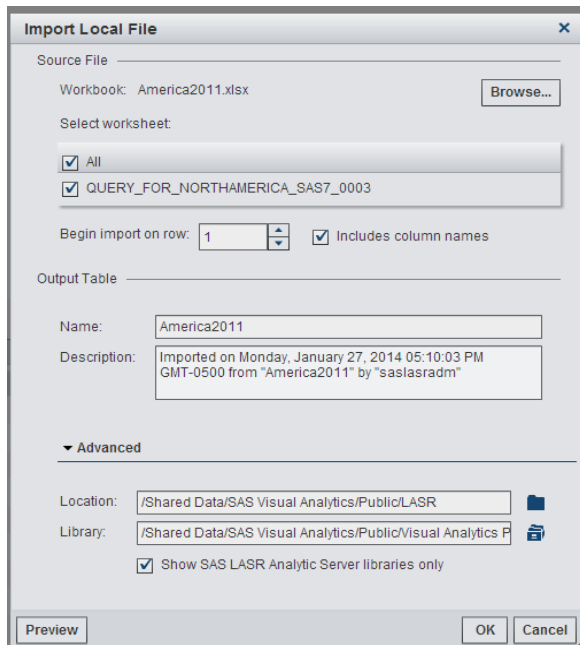 Import Local File
Source File
Workbook: America2011.xlsx
Browse...
Select worksheet:
All
QUERY_FOR_NORTHAMERICA_SAS7_0003
Begin import on row: 1
Includes column names
Output Table
Name: America2011
Description: Imported on Monday, January 27, 2014 05:10:03 PM
GMT-0500 from "America2011" by "saslasradm"
Advanced
Location: /Shared Data/SAS Visual Analytics/Public/LASR
Library: /Shared Data/SAS Visual Analytics/Public/Visual Analytics P
Show SAS LASR Analytic Server libraries only
Preview
OK
Cancel